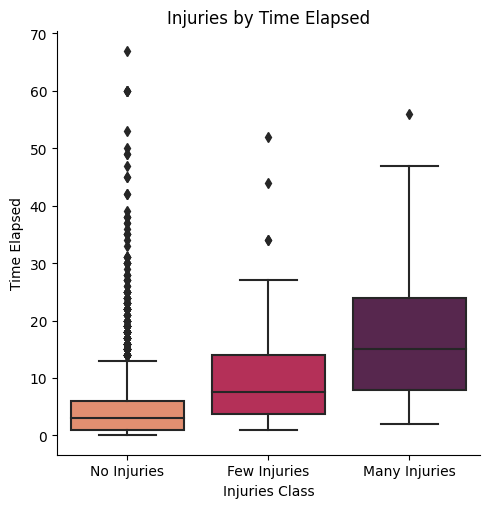 Injuries by Time Elapsed
70
60
50
40
30
20
10
0
Time Elapsed
No Injuries
Few Injuries
Many Injuries
Injuries Class